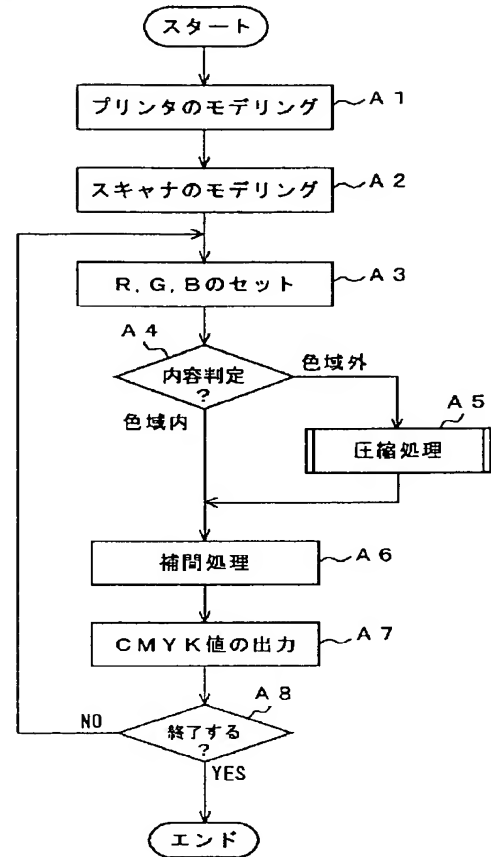 スタート
プリンタのモデリング
A1
スキャナのモデリング
A2
R,G,Bのセット
A3
A4
内容判定
?
色域外
色域内
A5
圧縮処理
補間処理
A6
CMYK値の出力
A7
A8
NO
終了する
?
YES
エンド